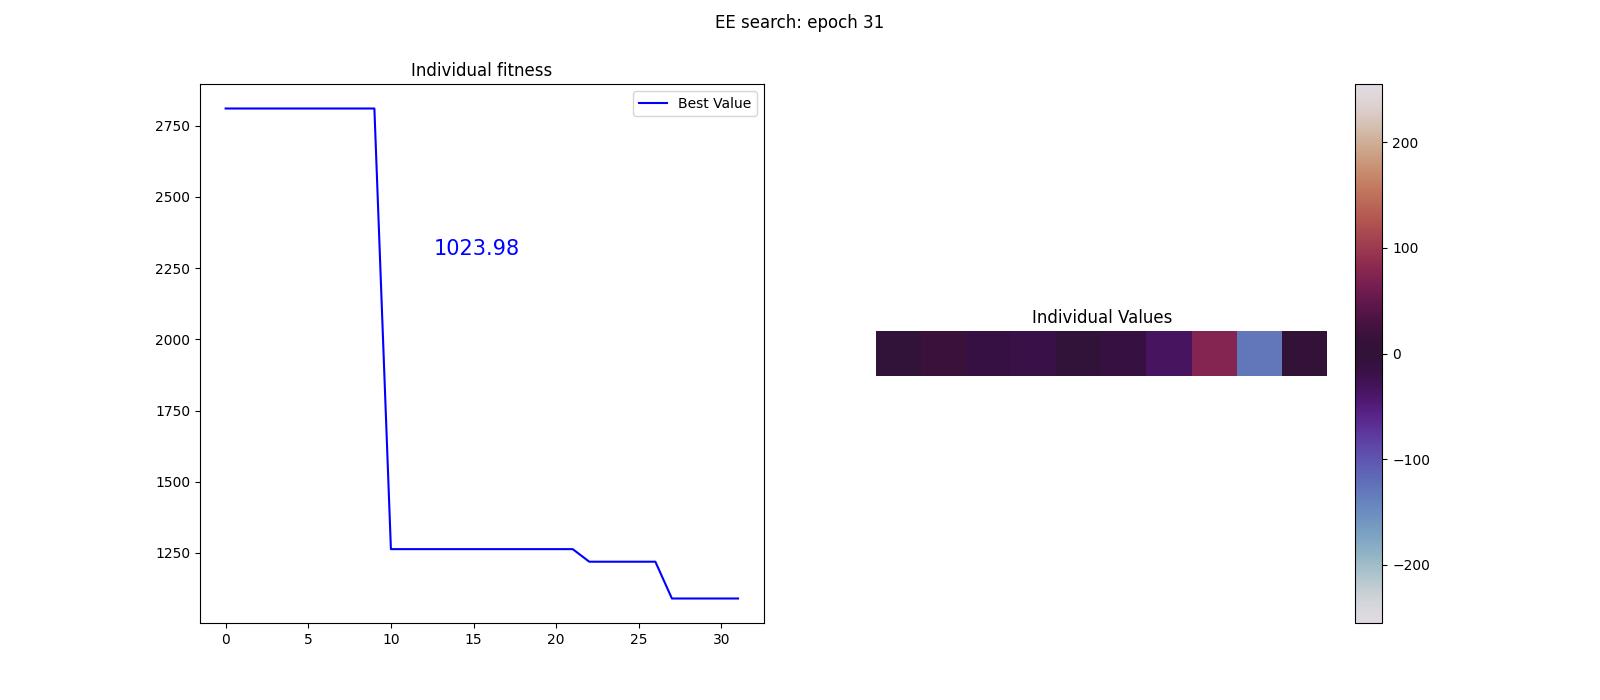 EE search: epoch 31
Individual fitness
Best Value
2750
2500
2250
2000
1750
1500
1250
1023.98
0 5 10 15 20 25 30
Individual Values
200
100
0
−100
−200